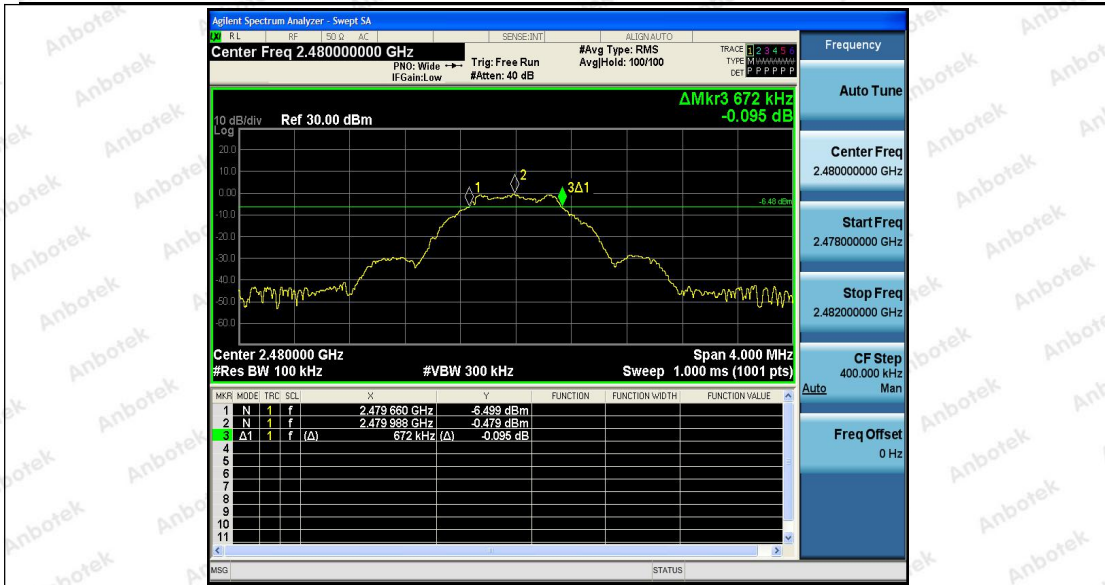 Agilent Spectrum Analyzer - Swept SA
RL RF 50 Ω AC SENSE:INT ALIGN AUTO
Center Freq 2.480000000 GHz
PNO: Wide
IFGain:Low
Trig: Free Run
#Atten: 40 dB
#Avg Type: RMS
Avg|Hold: 100/100
TRACE 1 2 3 4 5 6
TYPE M
DET P P P P P P
ΔMkr3 672 kHz
-0.095 dB
10 dB/div Ref 30.00 dBm
Log
20.0
10.0
0.00
-10.0
-20.0
-30.0
-40.0
-50.0
-60.0
1
2
3Δ1
-6.48 dBm
Center 2.480000 GHz Span 4.000 MHz
#Res BW 100 kHz #VBW 300 kHz Sweep 1.000 ms (1001 pts)
MKR MODE TRC SCL X Y FUNCTION FUNCTION WIDTH FUNCTION VALUE
1 N 1 f 2.479 660 GHz -6.499 dBm
2 N 1 f 2.479 988 GHz -0.479 dBm
3 Δ1 1 f (Δ) 672 kHz (Δ) -0.095 dB
4
5
6
7
8
9
10
11
MSG STATUS
Frequency
Auto Tune
Center Freq
2.480000000 GHz
Start Freq
2.478000000 GHz
Stop Freq
2.482000000 GHz
CF Step
400.000 kHz
Auto Man
Freq Offset
0 Hz
Anbotek